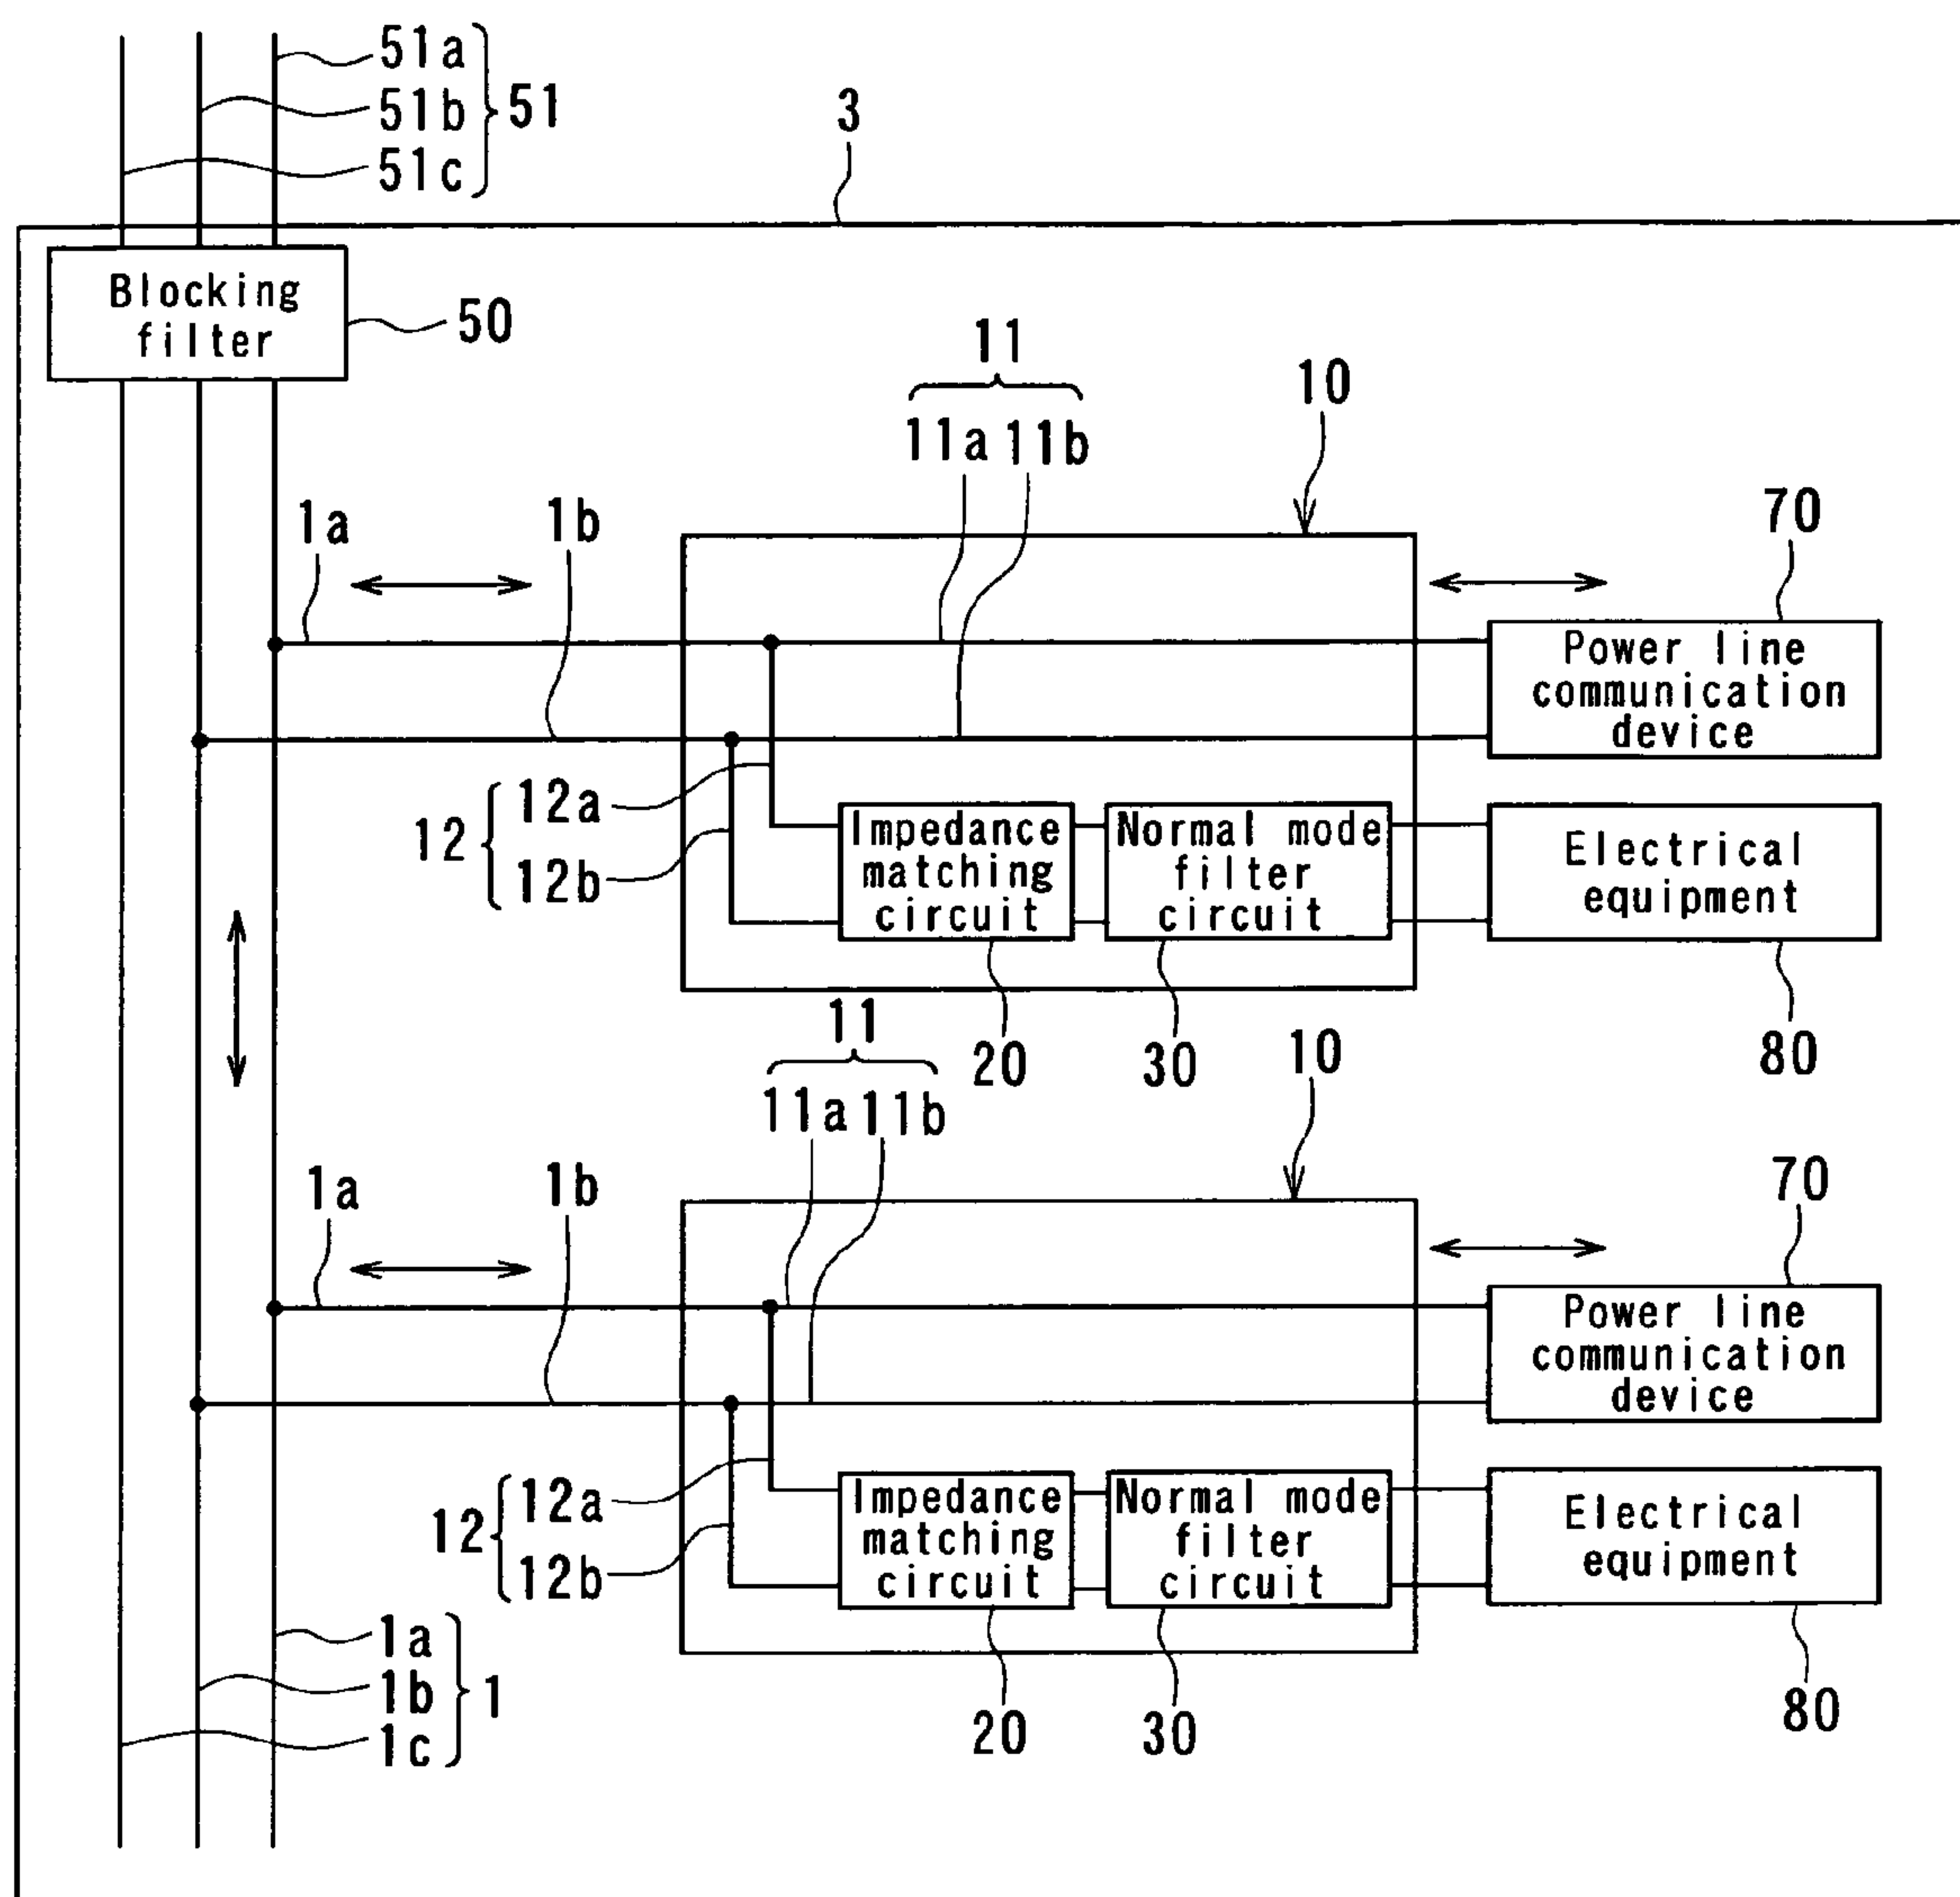 51a
51b
51c
51
3
Blocking
filter
50
11
11a 11b
10
1a
1b
70
Power line
communication
device
12
12a
12b
Impedance
matching
circuit
Normal mode
filter
circuit
Electrical
equipment
20
30
80
11
11a 11b
10
1a
1b
70
Power line
communication
device
12
12a
12b
Impedance
matching
circuit
Normal mode
filter
circuit
Electrical
equipment
20
30
80
1a
1b
1c
1